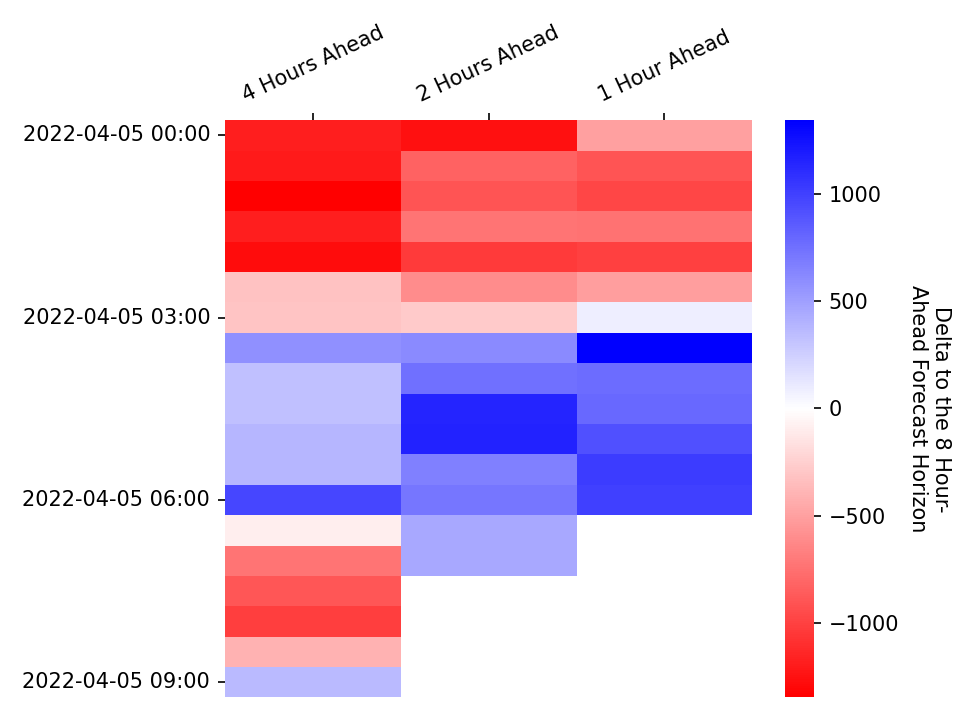 4 Hours Ahead
2 Hours Ahead
1 Hour Ahead
2022-04-05 00:00
2022-04-05 03:00
2022-04-05 06:00
2022-04-05 09:00
1000
500
0
−500
−1000
Delta to the 8 Hour-
Ahead Forecast Horizon